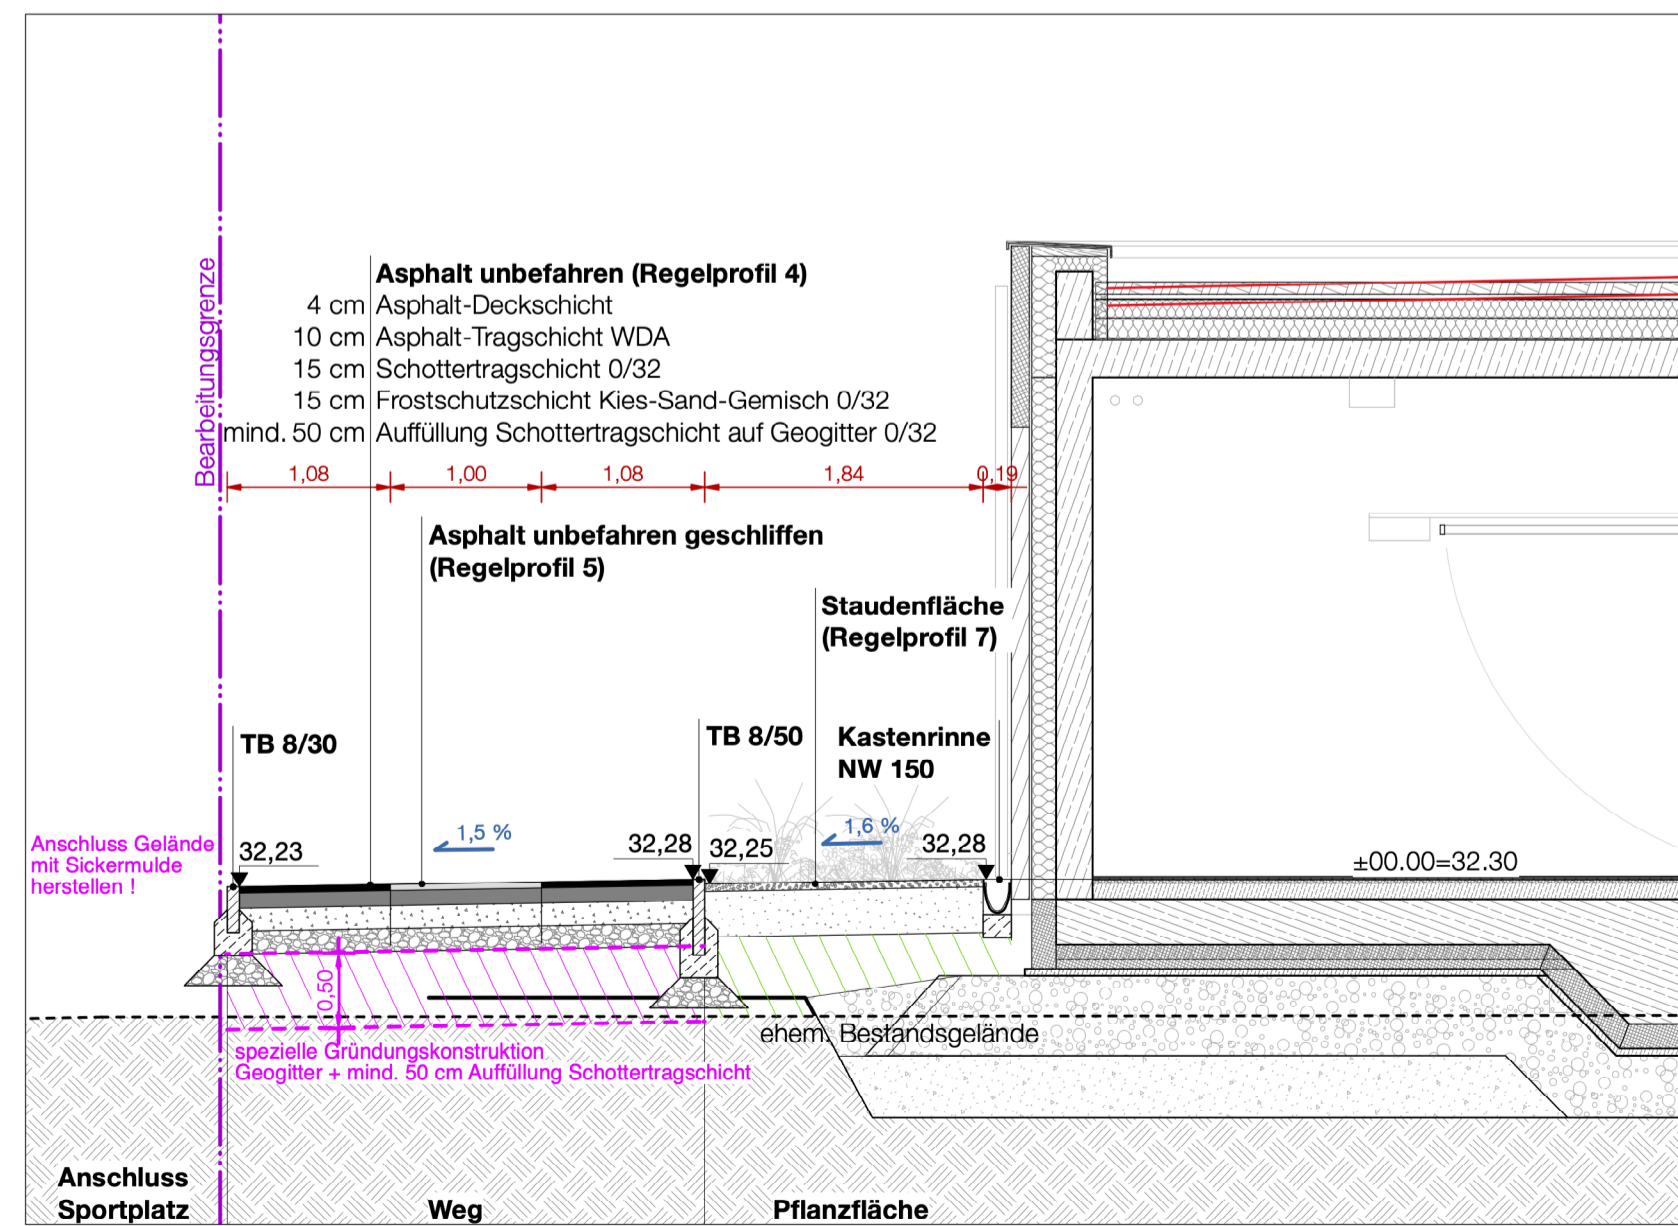 Bearbeitungsgrenze
Asphalt unbefahren (Regelprofil 4)
4 cm Asphalt-Deckschicht
10 cm Asphalt-Tragschicht WDA
15 cm Schottertragschicht 0/32
15 cm Frostschutzschicht Kies-Sand-Gemisch 0/32
mind. 50 cm Auffüllung Schottertragschicht auf Geogitter 0/32
1,08 1,00 1,08 1,84 0,19
Asphalt unbefahren geschliffen
(Regelprofil 5)
Staudenfläche
(Regelprofil 7)
TB 8/30
TB 8/50
Kastenrinne
NW 150
Anschluss Gelände
mit Sickermulde
herstellen !
32,23
1,5 %
32,28
32,25
1,6 %
32,28
±00.00=32.30
0,50
ehem. Bestandsgelände
spezielle Gründungskonstruktion
Geogitter + mind. 50 cm Auffüllung Schottertragschicht
Anschluss
Sportplatz
Weg
Pflanzfläche